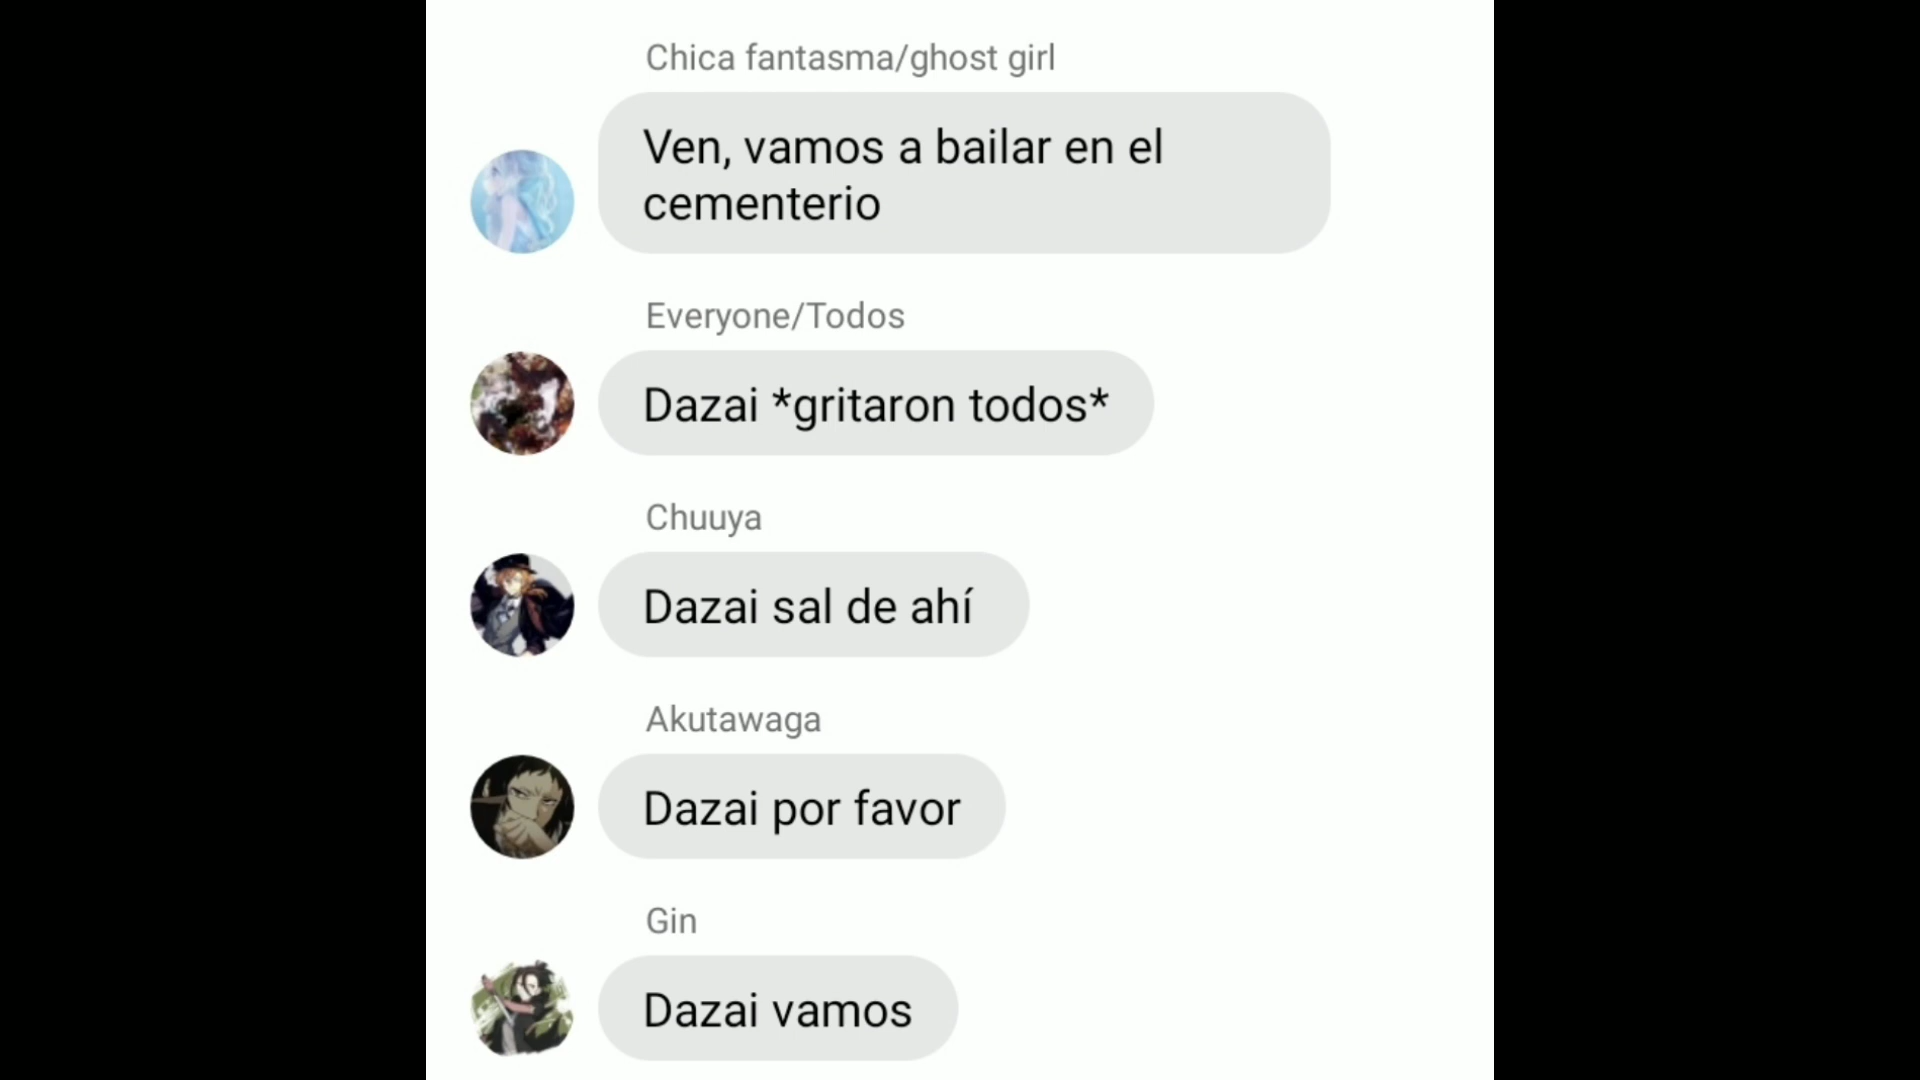 Chica fantasma/ghost girl
Ven, vamos a bailar en el
cementerio
Everyone/Todos
Dazai *gritaron todos*
Chuuya
Dazai sal de ahí
Akutawaga
Dazai por favor
Gin
Dazai vamos